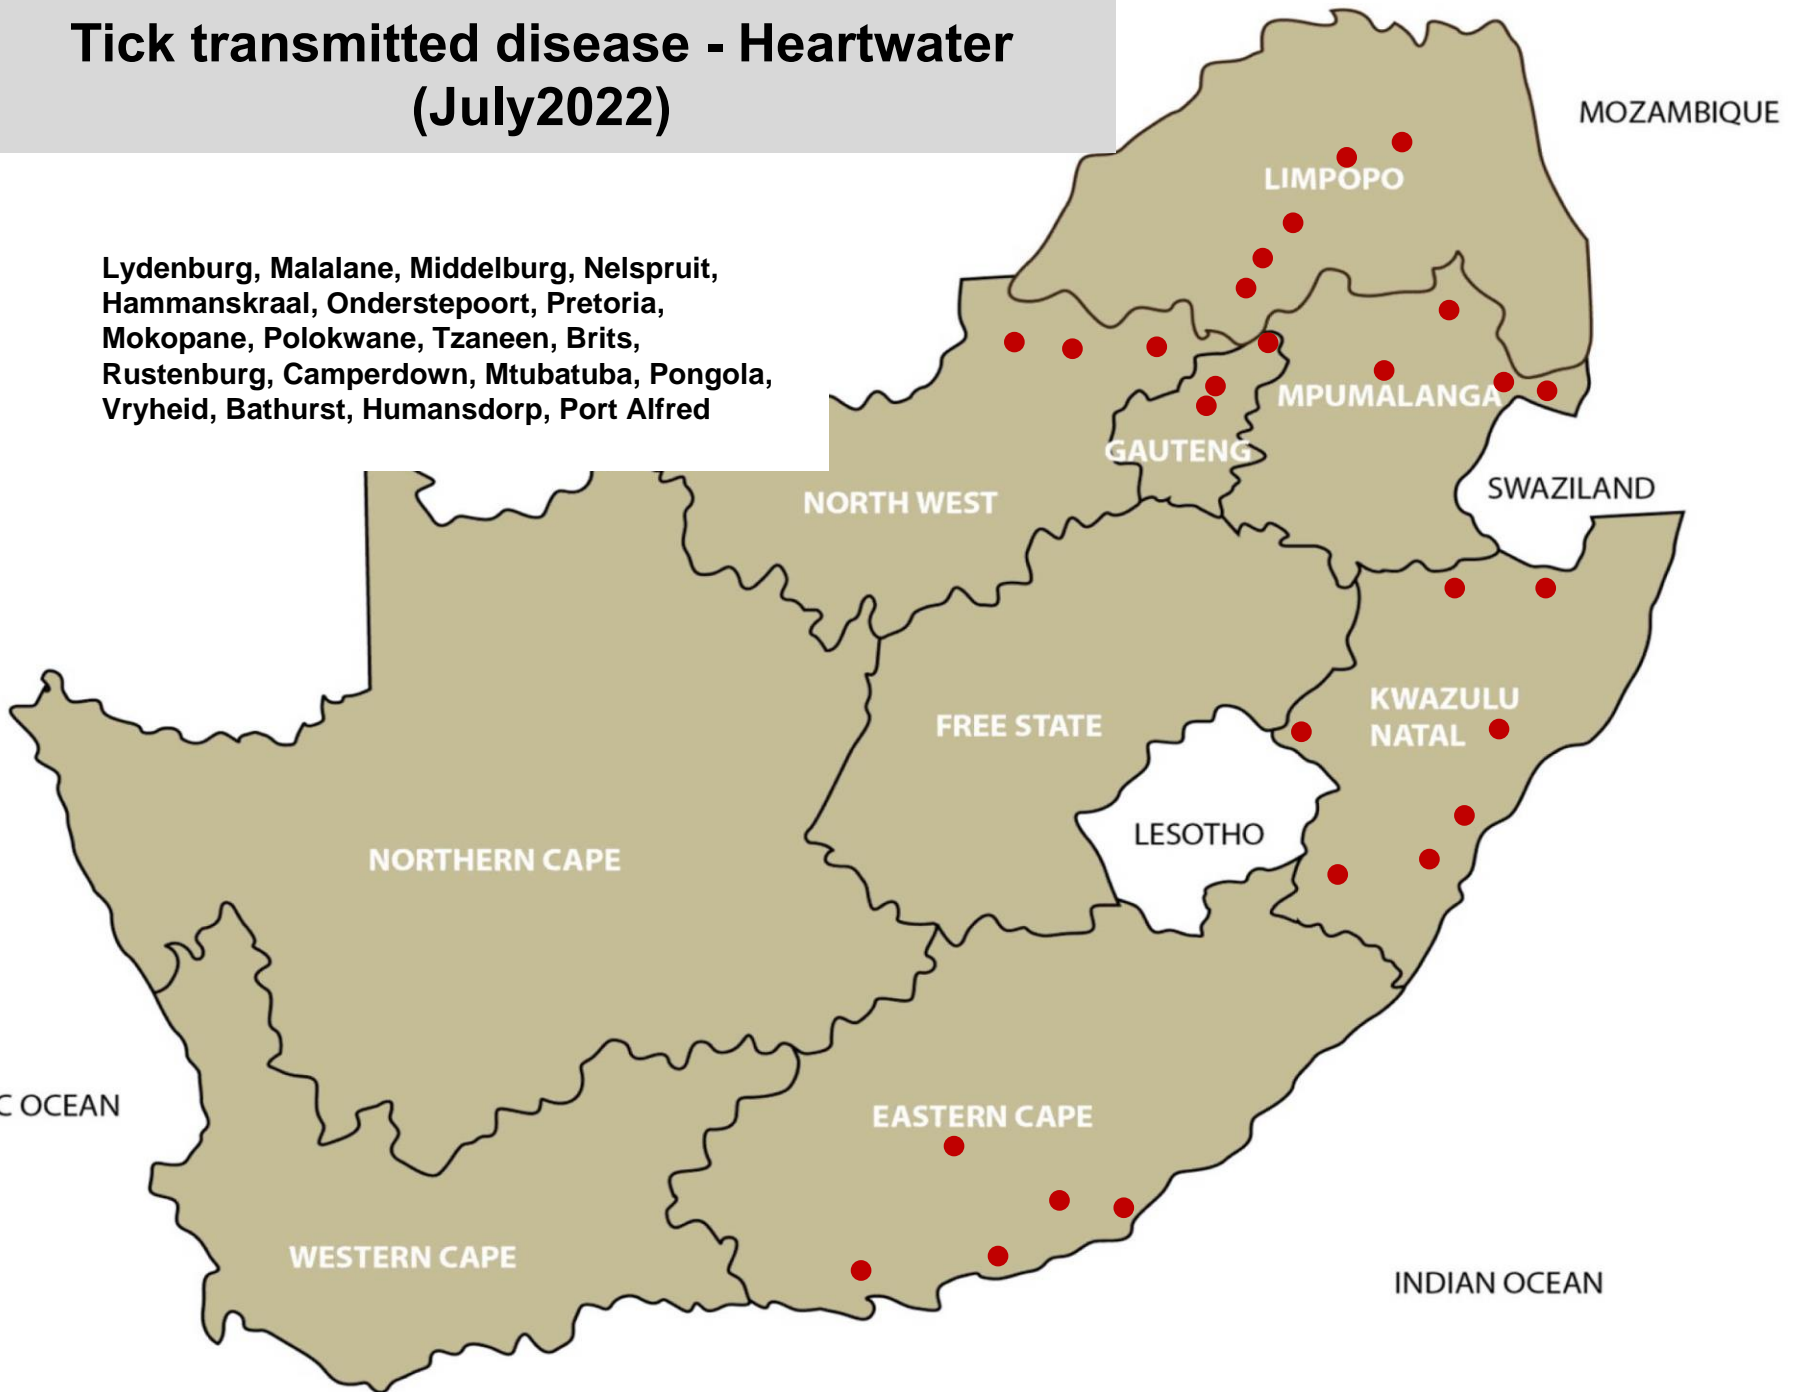 Tick transmitted disease - Heartwater
(July2022)
MOZAMBIQUE
LIMPOPO
Lydenburg, Malalane, Middelburg, Nelspruit,
Hammanskraal, Onderstepoort, Pretoria,
Mokopane, Polokwane, Tzaneen, Brits,
Rustenburg, Camperdown, Mtubatuba, Pongola,
Vryheid, Bathurst, Humansdorp, Port Alfred
MPUMALANGA
GAUTENG
SWAZILAND
NORTH WEST
KWAZULU
NATAL
FREE STATE
LESOTHO
NORTHERN CAPE
C OCEAN
EASTERN CAPE
WESTERN CAPE
INDIAN OCEAN